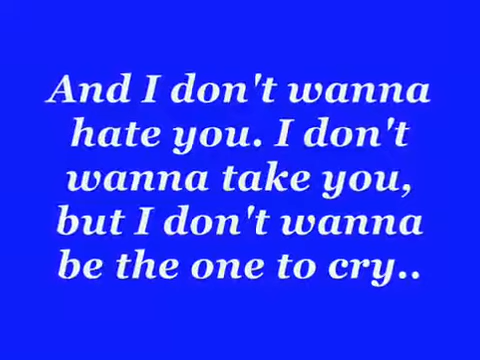 And I don't wanna
hate you. I don't
wanna take you,
but I don't wanna
be the one to cry..